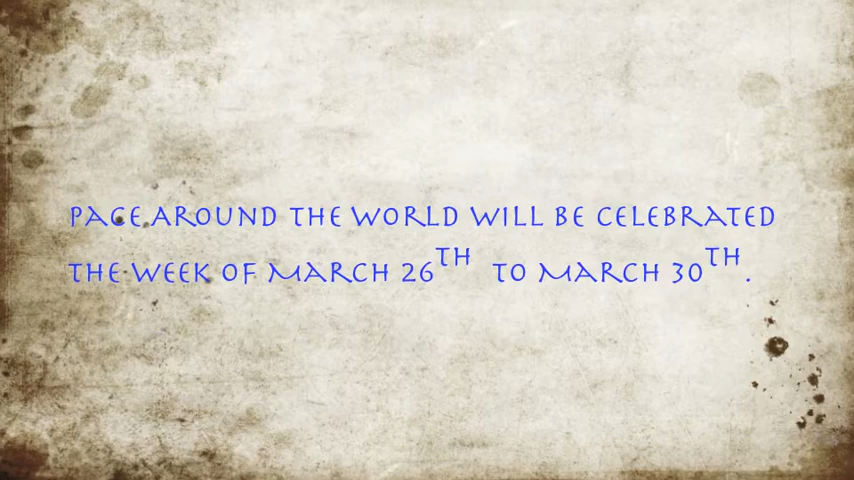 PACE AROUND THE WORLD WILL BE CELEBRATED
THE WEEK OF MARCH 26TH TO MARCH 30TH.